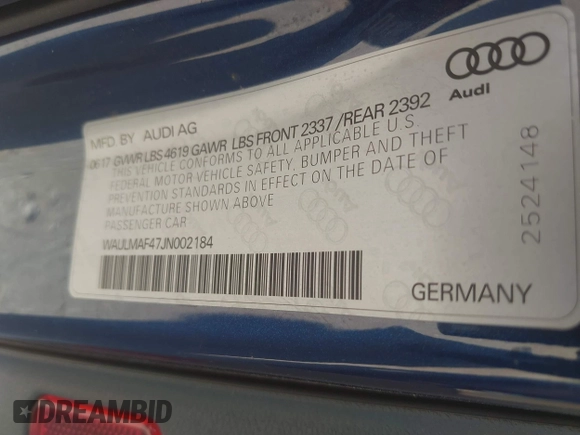 Audi
MFD. BY AUDI AG
0617 GVWR LBS 4619 GAWR LBS FRONT 2337 / REAR 2392
THIS VEHICLE CONFORMS TO ALL APPLICABLE U.S.
FEDERAL MOTOR VEHICLE SAFETY, BUMPER AND THEFT
PREVENTION STANDARDS IN EFFECT ON THE DATE OF
MANUFACTURE SHOWN ABOVE
PASSENGER CAR
WAULMAF47JN002184
GERMANY
2524148
DREAMBID